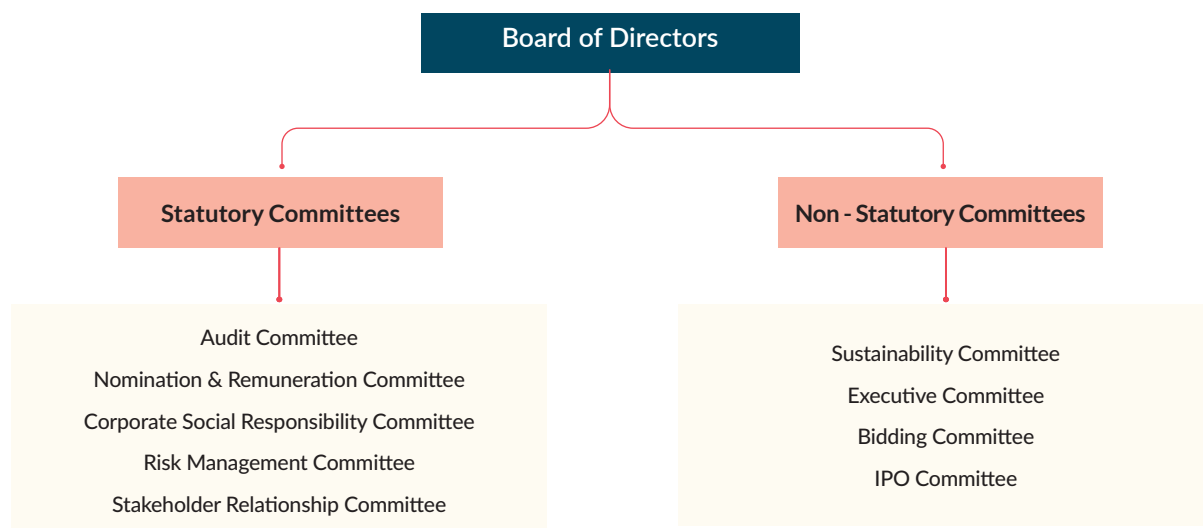 Board of Directors
Statutory Committees
Non - Statutory Committees
Audit Committee
Nomination & Remuneration Committee
Corporate Social Responsibility Committee
Risk Management Committee
Stakeholder Relationship Committee
Sustainability Committee
Executive Committee
Bidding Committee
IPO Committee